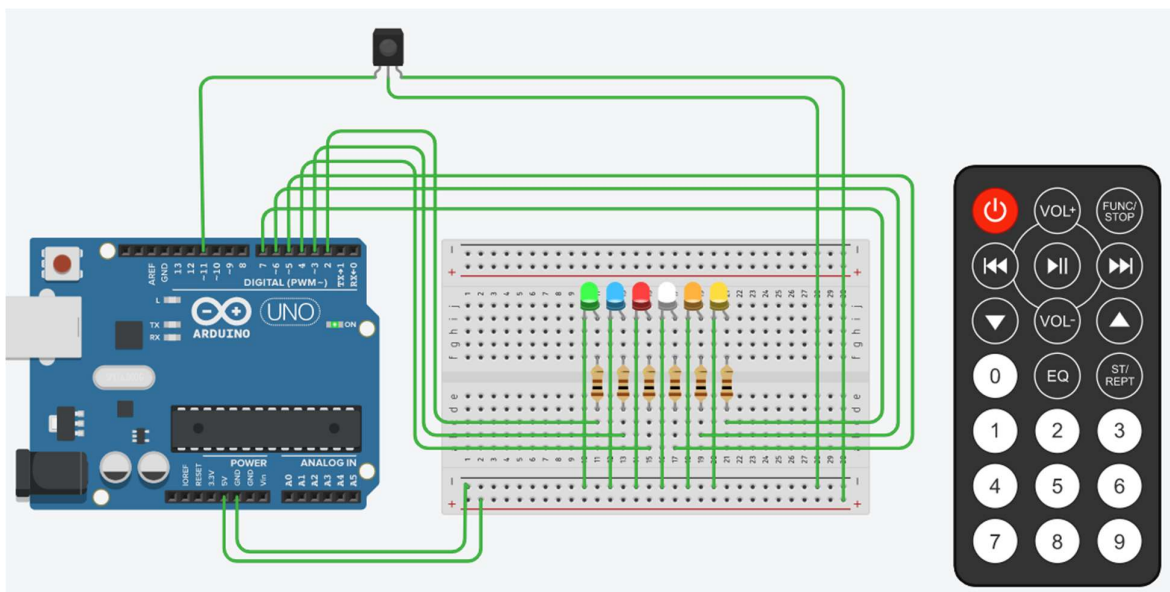 AREF
GND
13
12
~11
~10
~9
8
7
~6
~5
4
~3
2
TX→1
RX←0
DIGITAL (PWM~)
L
TX
RX
UNO
ARDUINO
ON
IOREF
RESET
3.3V
5V
GND
GND
Vin
POWER
ANALOG IN
A0
A1
A2
A3
A4
A5
VOL+
FUNC/
STOP
VOL-
0
EQ
ST/
REPT
1
2
3
4
5
6
7
8
9